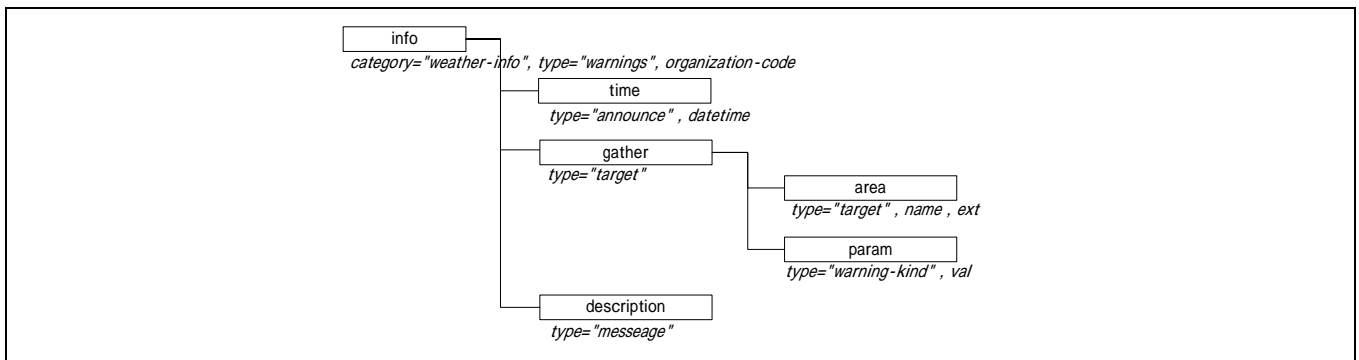 info
category="weather-info", type="warnings", organization-code
time
type="announce" , datetime
gather
type="target"
area
type="target" , name , ext
param
type="warning-kind" , val
description
type="messeage"